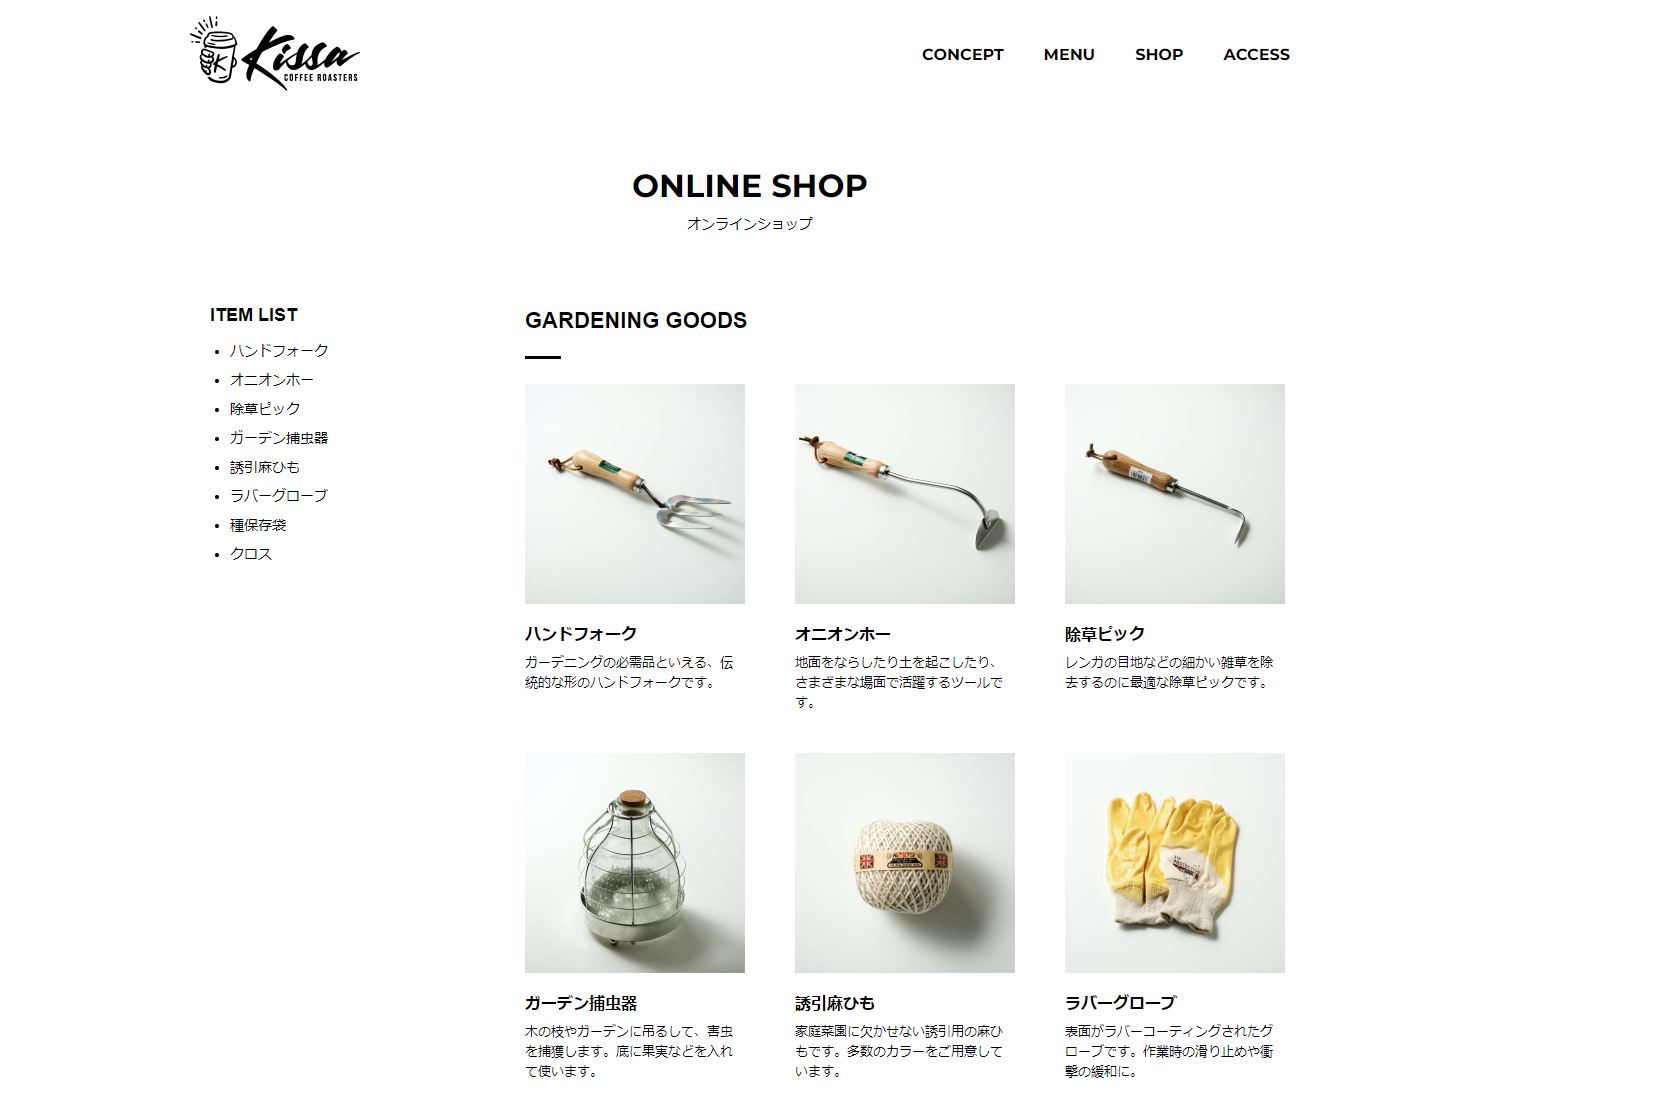 Kissa
COFFEE ROASTERS
K
CONCEPT
MENU
SHOP
ACCESS
ONLINE SHOP
オンラインショップ
ITEM LIST
ハンドフォーク
オニオンホー
除草ピック
ガーデン捕虫器
誘引麻ひも
ラバーグローブ
種保存袋
クロス
GARDENING GOODS
ハンドフォーク
ガーデニングの必需品といえる、伝
統的な形のハンドフォークです。
オニオンホー
地面をならしたり土を起こしたり、
さまざまな場面で活躍するツールで
す。
除草ピック
レンガの目地などの細かい雑草を除
去するのに最適な除草ピックです。
ガーデン捕虫器
木の枝やガーデンに吊るして、害虫
を捕獲します。底に果実などを入れ
て使います。
誘引麻ひも
家庭菜園に欠かせない誘引用の麻ひ
もです。多数のカラーをご用意して
います。
ラバーグローブ
表面がラバーコーティングされたグ
ローブです。作業時の滑り止めや衝
撃の緩和に。